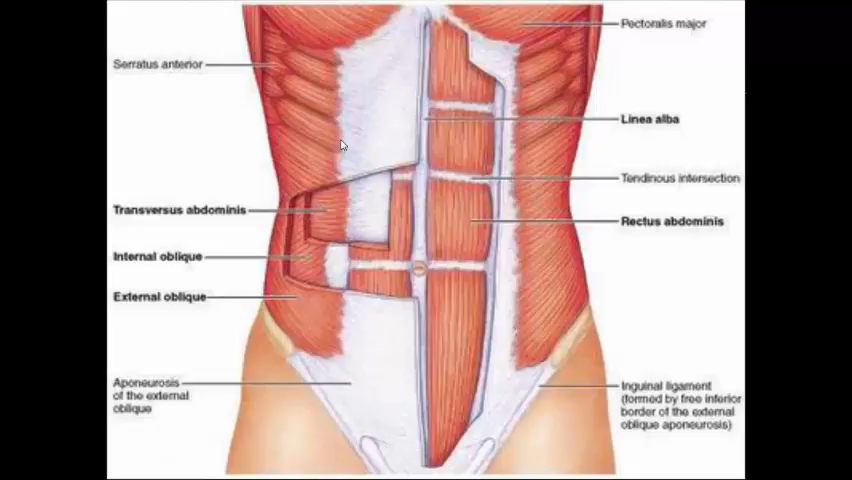 Pectoralis major
Serratus anterior
Linea alba
Tendinous intersection
Transversus abdominis
Rectus abdominis
Internal oblique
External oblique
Aponeurosis
of the external
oblique
Inguinal ligament
(formed by free inferior
border of the external
oblique aponeurosis)